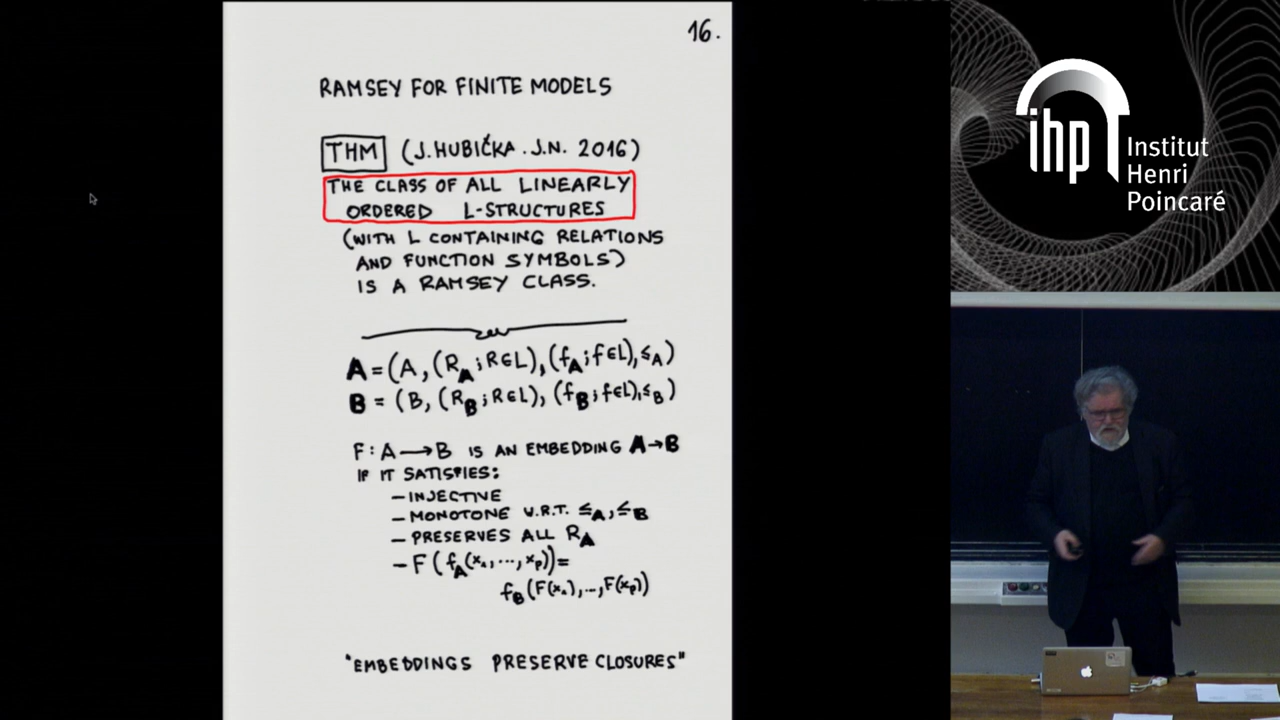 16.
RAMSEY FOR FINITE MODELS
THM (J. HUBIČKA. J.N. 2016)
THE CLASS OF ALL LINEARLY
ORDERED L-STRUCTURES
(WITH L CONTAINING RELATIONS
AND FUNCTION SYMBOLS)
IS A RAMSEY CLASS.
A = (A, (R_A ; R∈L), (f_A ; f∈L), ≤_A)
B = (B, (R_B ; R∈L), (f_B ; f∈L), ≤_B)
F : A → B IS AN EMBEDDING A→B
IF IT SATISFIES:
– INJECTIVE
– MONOTONE W.R.T. ≤_A, ≤_B
– PRESERVES ALL R_A
– F(f_A(x_1, ..., x_p)) =
f_B(F(x_1), ..., F(x_p))
"EMBEDDINGS PRESERVE CLOSURES"
ihp
Institut
Henri
Poincaré